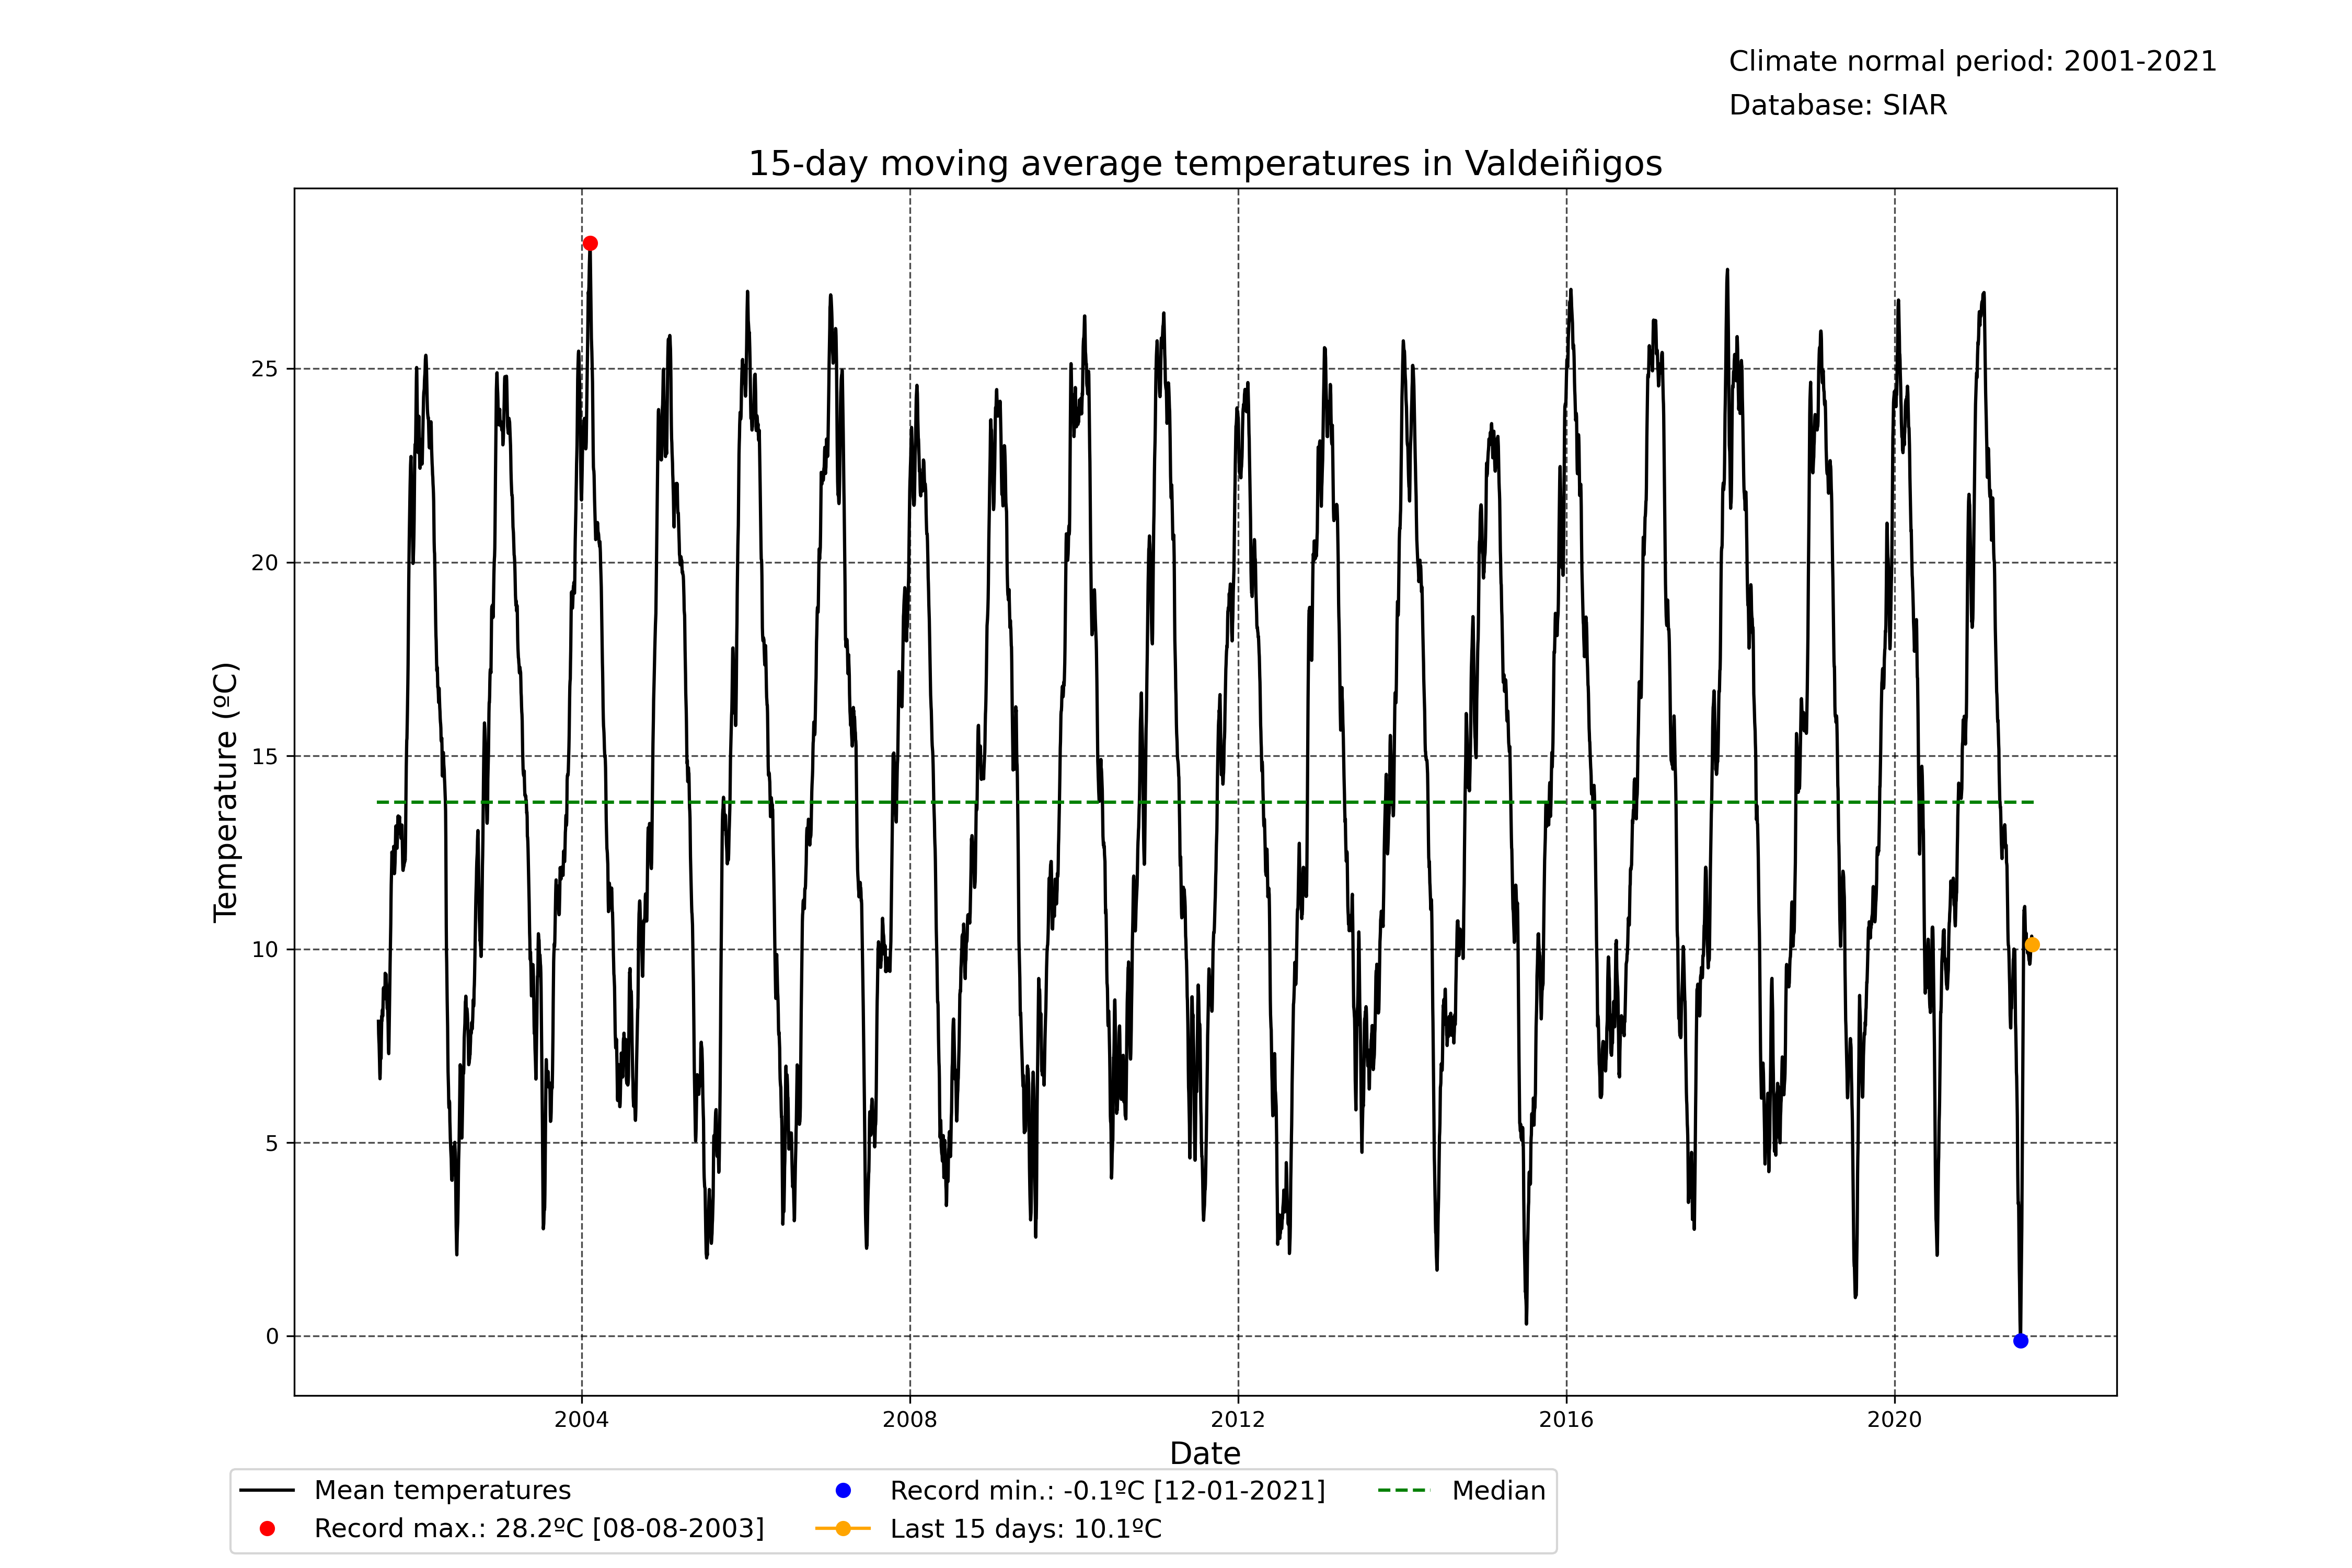 Climate normal period: 2001-2021
Database: SIAR
15-day moving average temperatures in Valdeiñigos
Temperature (ºC)
25
20
15
10
5
0
2004
2008
2012
2016
2020
Date
Mean temperatures
Record max.: 28.2ºC [08-08-2003]
Record min.: -0.1ºC [12-01-2021]
Last 15 days: 10.1ºC
Median